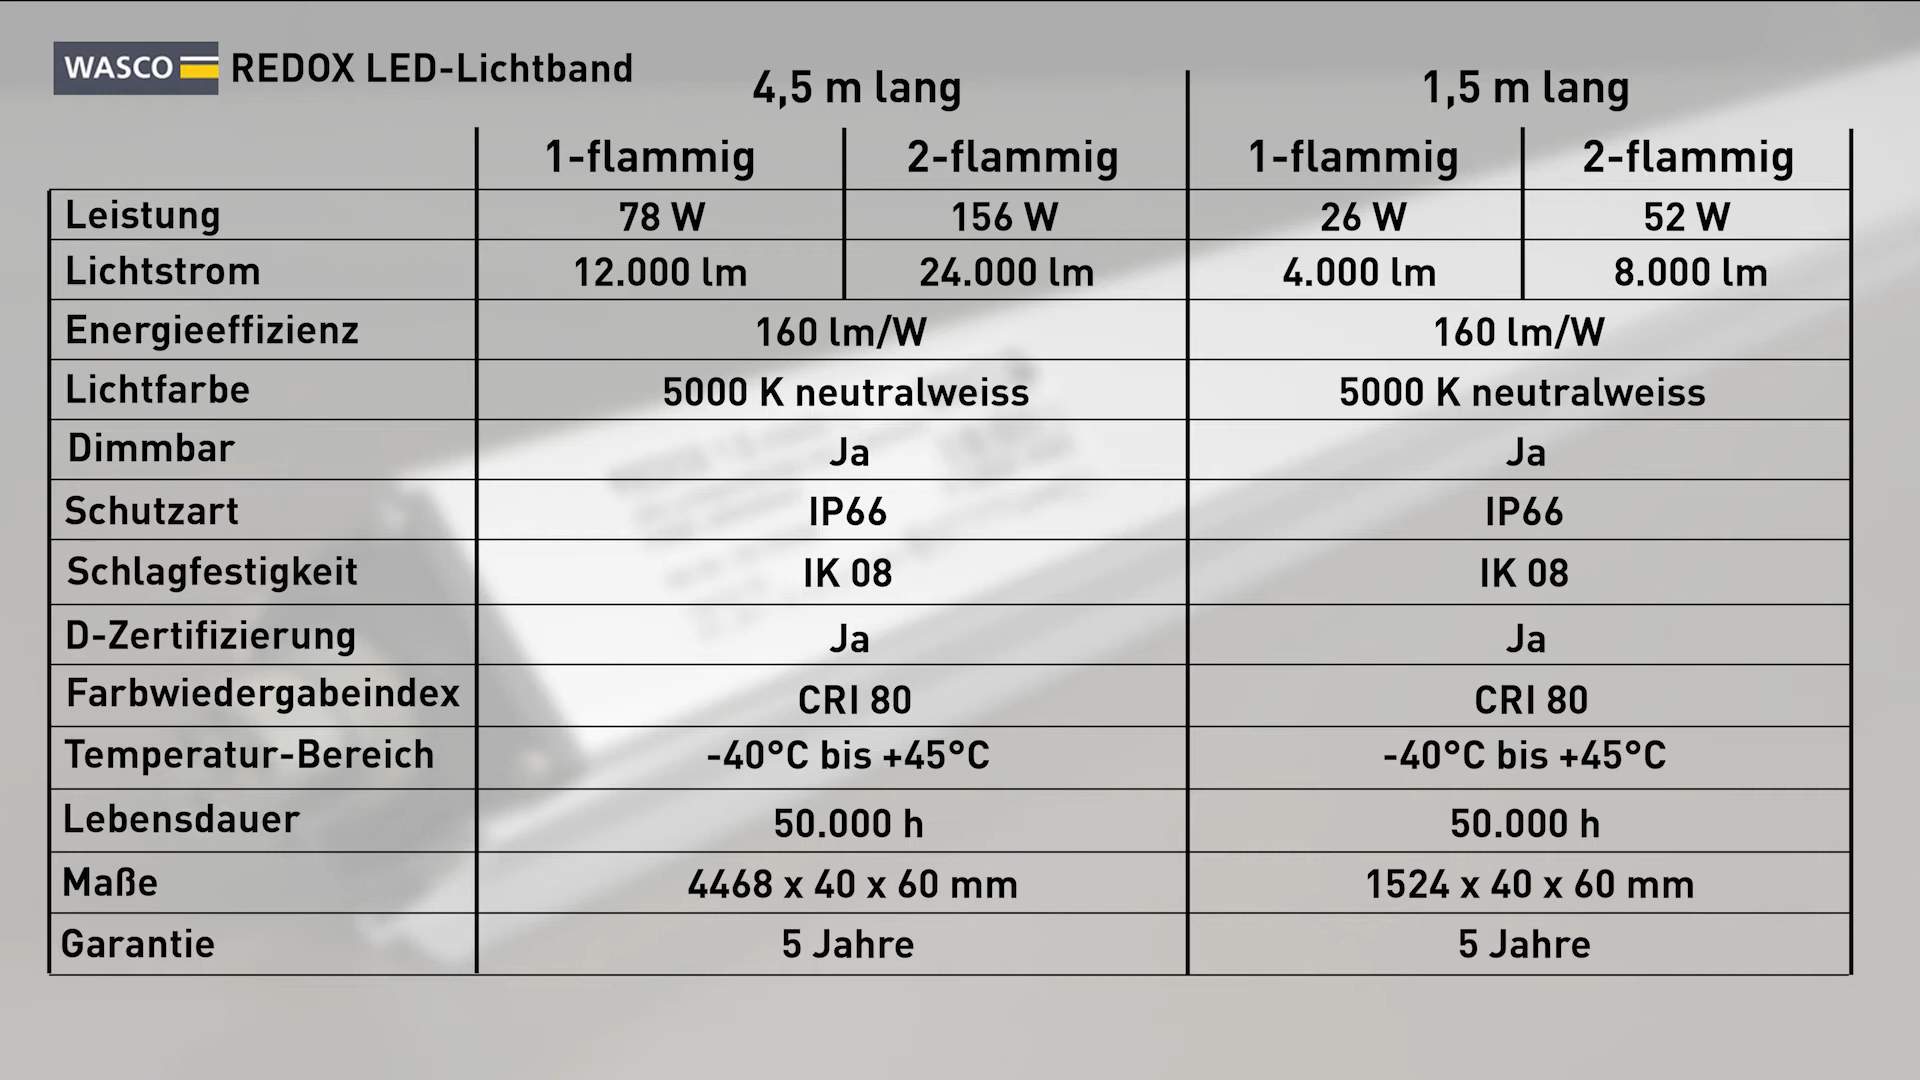 WASCO REDOX LED-Lichtband
4,5 m lang 1,5 m lang
1-flammig 2-flammig 1-flammig 2-flammig
Leistung 78 W 156 W 26 W 52 W
Lichtstrom 12.000 lm 24.000 lm 4.000 lm 8.000 lm
Energieeffizienz 160 lm/W 160 lm/W
Lichtfarbe 5000 K neutralweiss 5000 K neutralweiss
Dimmbar Ja Ja
Schutzart IP66 IP66
Schlagfestigkeit IK 08 IK 08
D-Zertifizierung Ja Ja
Farbwiedergabeindex CRI 80 CRI 80
Temperatur-Bereich -40°C bis +45°C -40°C bis +45°C
Lebensdauer 50.000 h 50.000 h
Maße 4468 x 40 x 60 mm 1524 x 40 x 60 mm
Garantie 5 Jahre 5 Jahre